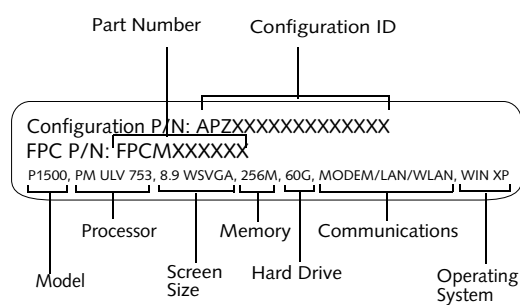 Part Number
Configuration ID
Configuration P/N: APZXXXXXXXXXXXXX
FPC P/N: FPCMXXXXXX
P1500, PM ULV 753, 8.9 WSVGA, 256M, 60G, MODEM/LAN/WLAN, WIN XP
Processor
Memory
Communications
Model
Screen
Size
Hard Drive
Operating
System